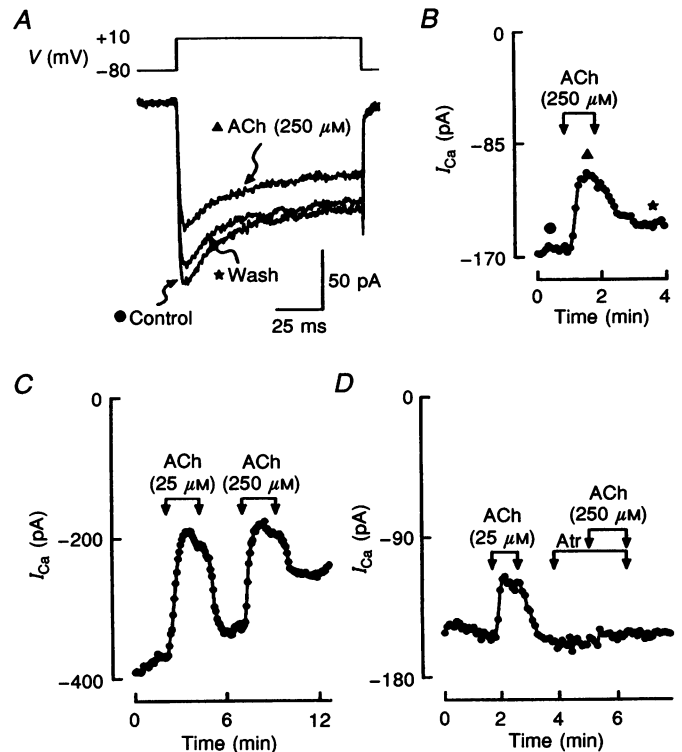 A
+10
V (mV)
−80
▲ ACh (250 μM)
★ Wash
50 pA
● Control
25 ms
B
0
ACh
(250 μM)
−85
I_Ca (pA)
−170
0 2 4
Time (min)
C
0
ACh
(25 μM)
ACh
(250 μM)
−200
I_Ca (pA)
−400
0 6 12
Time (min)
D
0
ACh
(250 μM)
ACh
(25 μM)
−90
Atr
I_Ca (pA)
−180
0 2 4 6
Time (min)